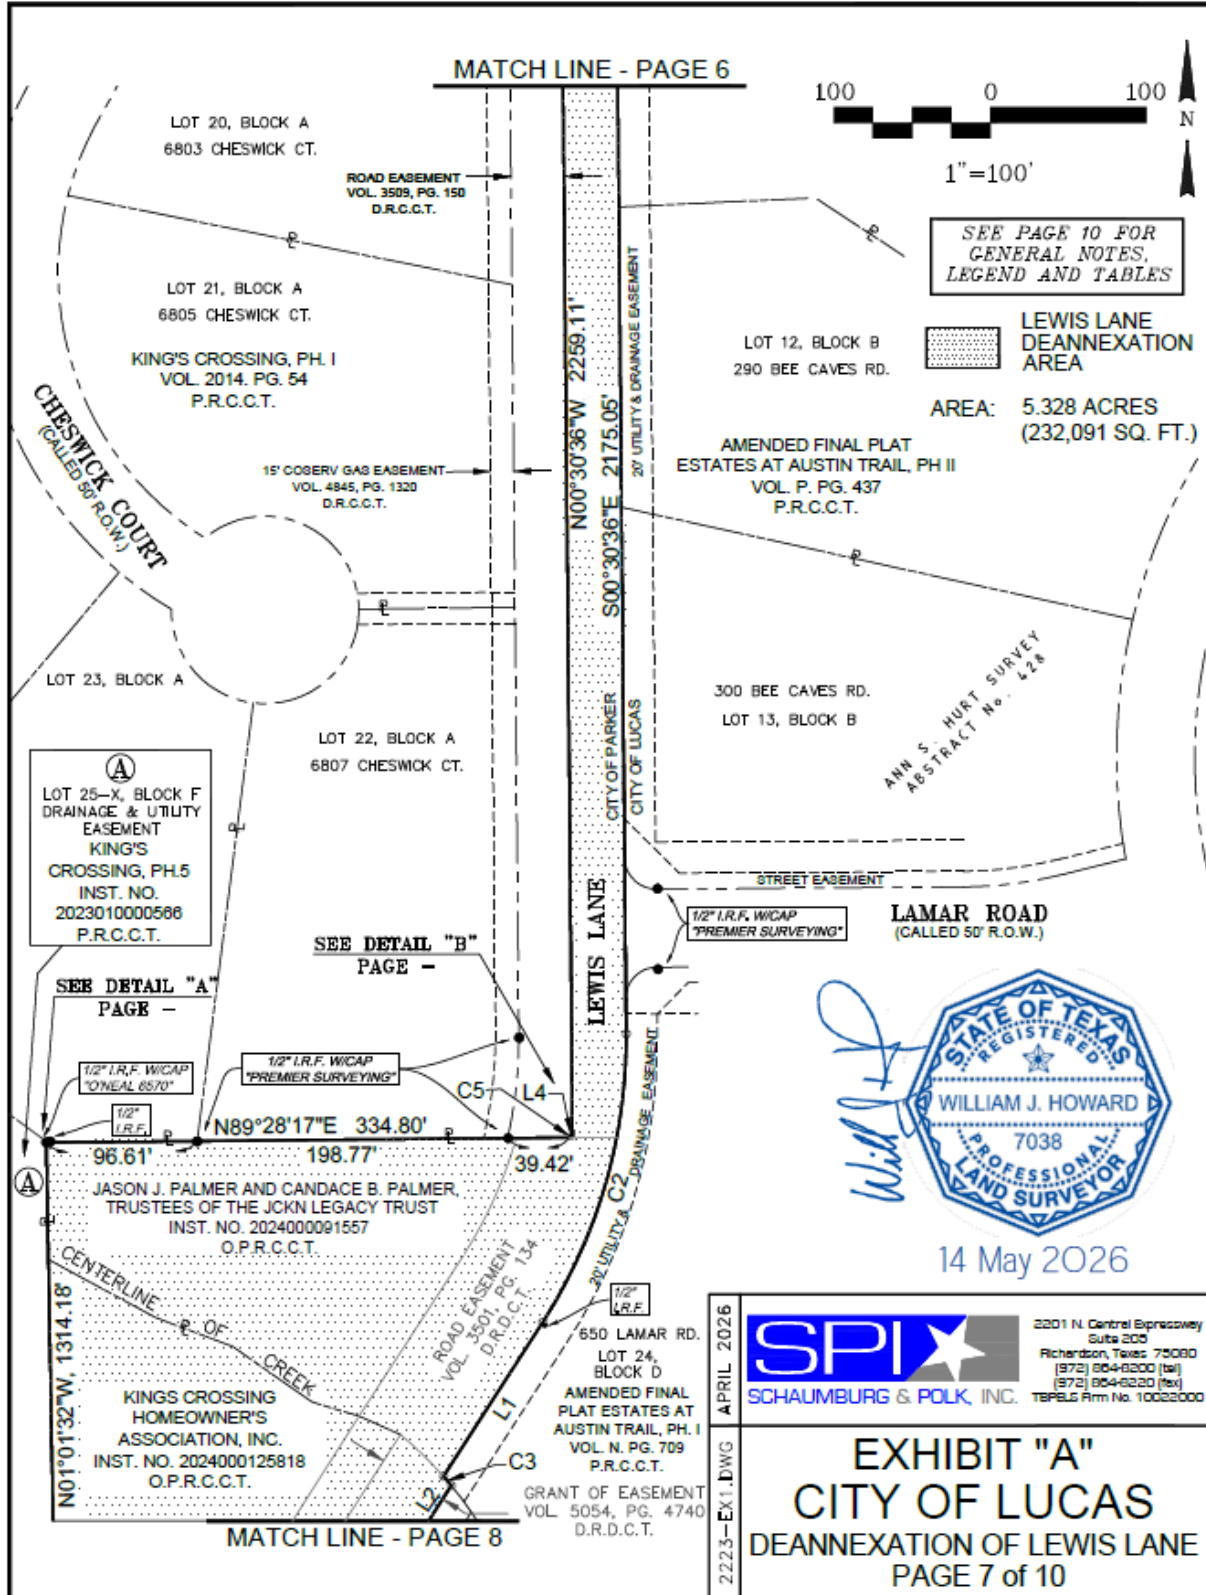 MATCH LINE - PAGE 6
100 0 100
N
1"=100'
LOT 20, BLOCK A
6803 CHESWICK CT.
ROAD EASEMENT
VOL. 3509, PG. 150
D.R.C.C.T.
SEE PAGE 10 FOR
GENERAL NOTES,
LEGEND AND TABLES
LOT 21, BLOCK A
6805 CHESWICK CT.
KING'S CROSSING, PH. I
VOL. 2014. PG. 54
P.R.C.C.T.
N00°30'36"W 2259.11'
S00°30'36"E 2175.05'
20' UTILITY & DRAINAGE EASEMENT
LOT 12, BLOCK B
290 BEE CAVES RD.
LEWIS LANE
DEANNEXATION
AREA
AREA: 5.328 ACRES
(232,091 SQ. FT.)
AMENDED FINAL PLAT
ESTATES AT AUSTIN TRAIL, PH II
VOL. P. PG. 437
P.R.C.C.T.
CHESWICK COURT
(CALLED 50' R.O.W.)
15' COSERV GAS EASEMENT
VOL. 4845, PG. 1320
D.R.C.C.T.
LOT 23, BLOCK A
LOT 22, BLOCK A
6807 CHESWICK CT.
CITY OF PARKER
CITY OF LUCAS
300 BEE CAVES RD.
LOT 13, BLOCK B
ANN S. HURT SURVEY
ABSTRACT No. 428
A
LOT 25-X, BLOCK F
DRAINAGE & UTILITY
EASEMENT
KING'S
CROSSING, PH.5
INST. NO.
2023010000566
P.R.C.C.T.
STREET EASEMENT
LAMAR ROAD
(CALLED 50' R.O.W.)
1/2" I.R.F. W/CAP
"PREMIER SURVEYING"
LEWIS LANE
SEE DETAIL "B"
PAGE -
SEE DETAIL "A"
PAGE -
1/2" I.R.F. W/CAP
"O'NEAL 6570"
1/2"
I.R.F.
1/2" I.R.F. W/CAP
"PREMIER SURVEYING"
C5
L4
N89°28'17"E 334.80'
96.61'
198.77'
39.42'
A
JASON J. PALMER AND CANDACE B. PALMER,
TRUSTEES OF THE JCKN LEGACY TRUST
INST. NO. 2024000091557
O.P.R.C.C.T.
C2
20' UTILITY & DRAINAGE EASEMENT
CENTERLINE OF CREEK
ROAD EASEMENT
VOL. 3501, PG. 134
D.R.D.C.T.
1/2"
I.R.F.
650 LAMAR RD.
LOT 24,
BLOCK D
AMENDED FINAL
PLAT ESTATES AT
AUSTIN TRAIL, PH. I
VOL. N. PG. 709
P.R.C.C.T.
N01°01'32"W, 1314.18'
KINGS CROSSING
HOMEOWNER'S
ASSOCIATION, INC.
INST. NO. 2024000125818
O.P.R.C.C.T.
L1
C3
L2
GRANT OF EASEMENT
VOL. 5054, PG. 4740
D.R.D.C.T.
MATCH LINE - PAGE 8
STATE OF TEXAS
REGISTERED
WILLIAM J. HOWARD
7038
PROFESSIONAL
LAND SURVEYOR
14 May 2026
APRIL 2026
2223-EX1.DWG
SPI
SCHAUMBURG & POLK, INC.
2201 N. Central Expressway
Suite 205
Richardson, Texas 75080
(972) 864-8200 (tel)
(972) 864-8220 (fax)
TBPELS Firm No. 10022000
EXHIBIT "A"
CITY OF LUCAS
DEANNEXATION OF LEWIS LANE
PAGE 7 of 10